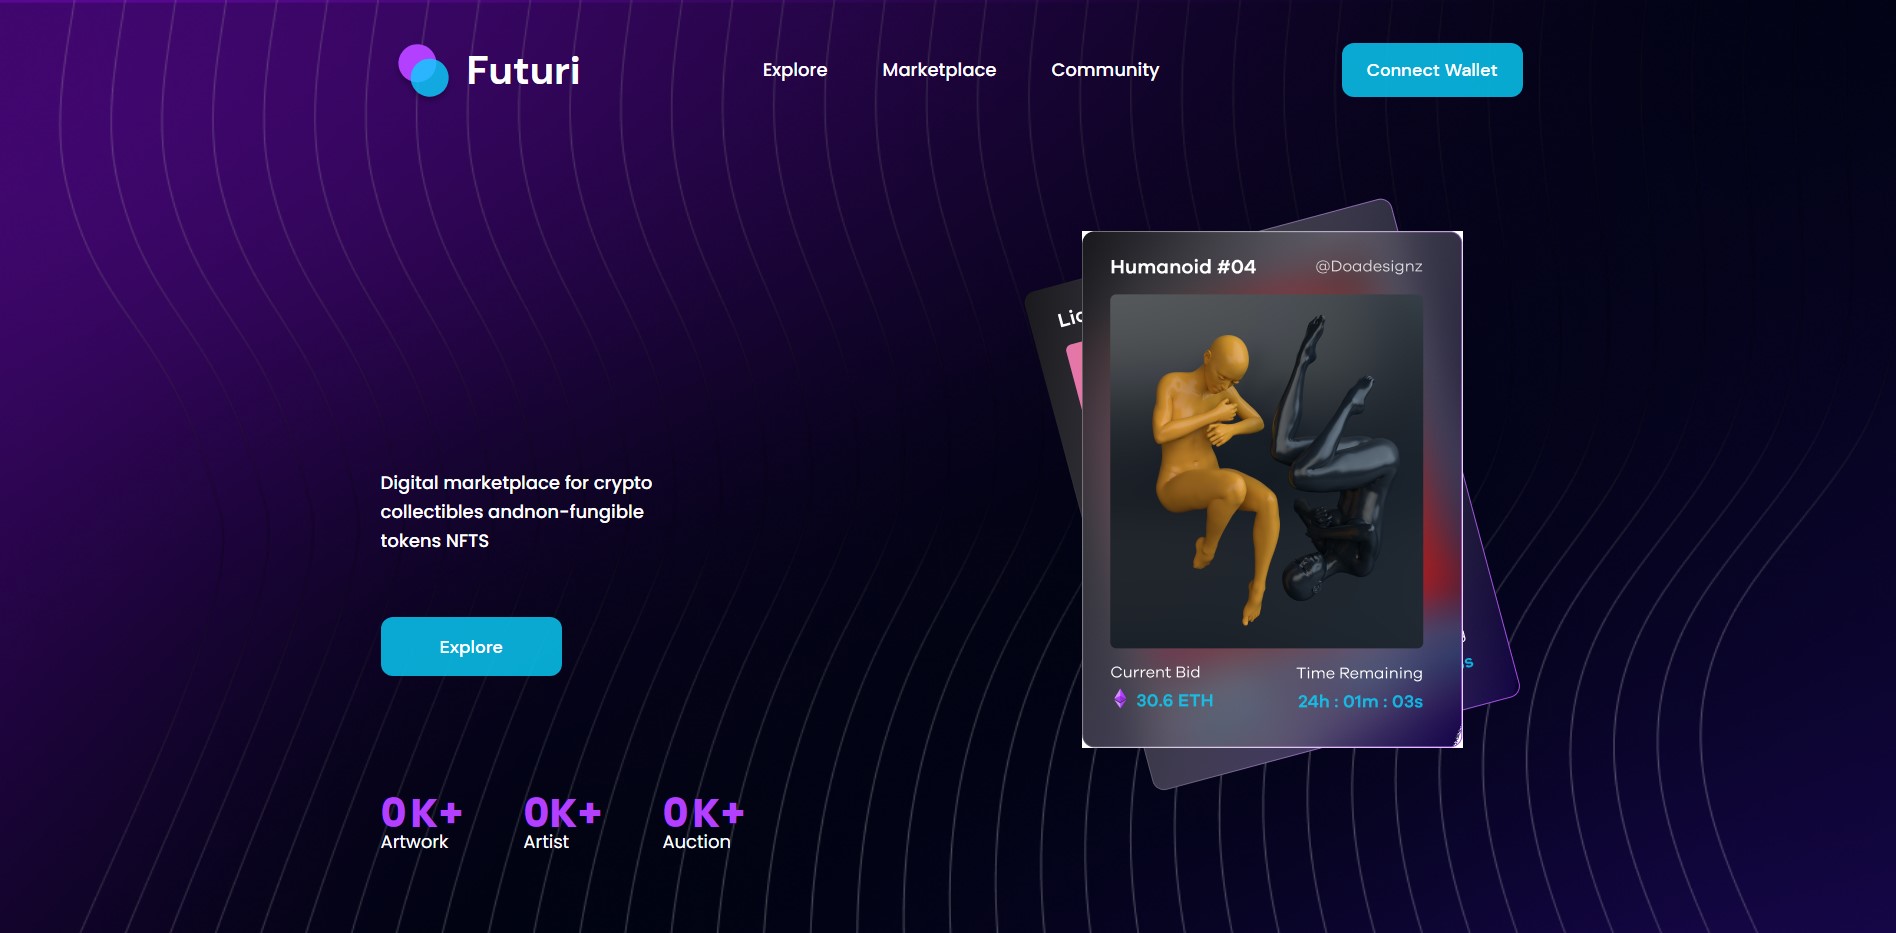 Futuri
Explore
Marketplace
Community
Connect Wallet
Humanoid #04
@Doadesignz
Digital marketplace for crypto
collectibles andnon-fungible
tokens NFTS
Explore
Current Bid
Time Remaining
30.6 ETH
24h : 01m : 03s
0K+
Artwork
0K+
Artist
0K+
Auction